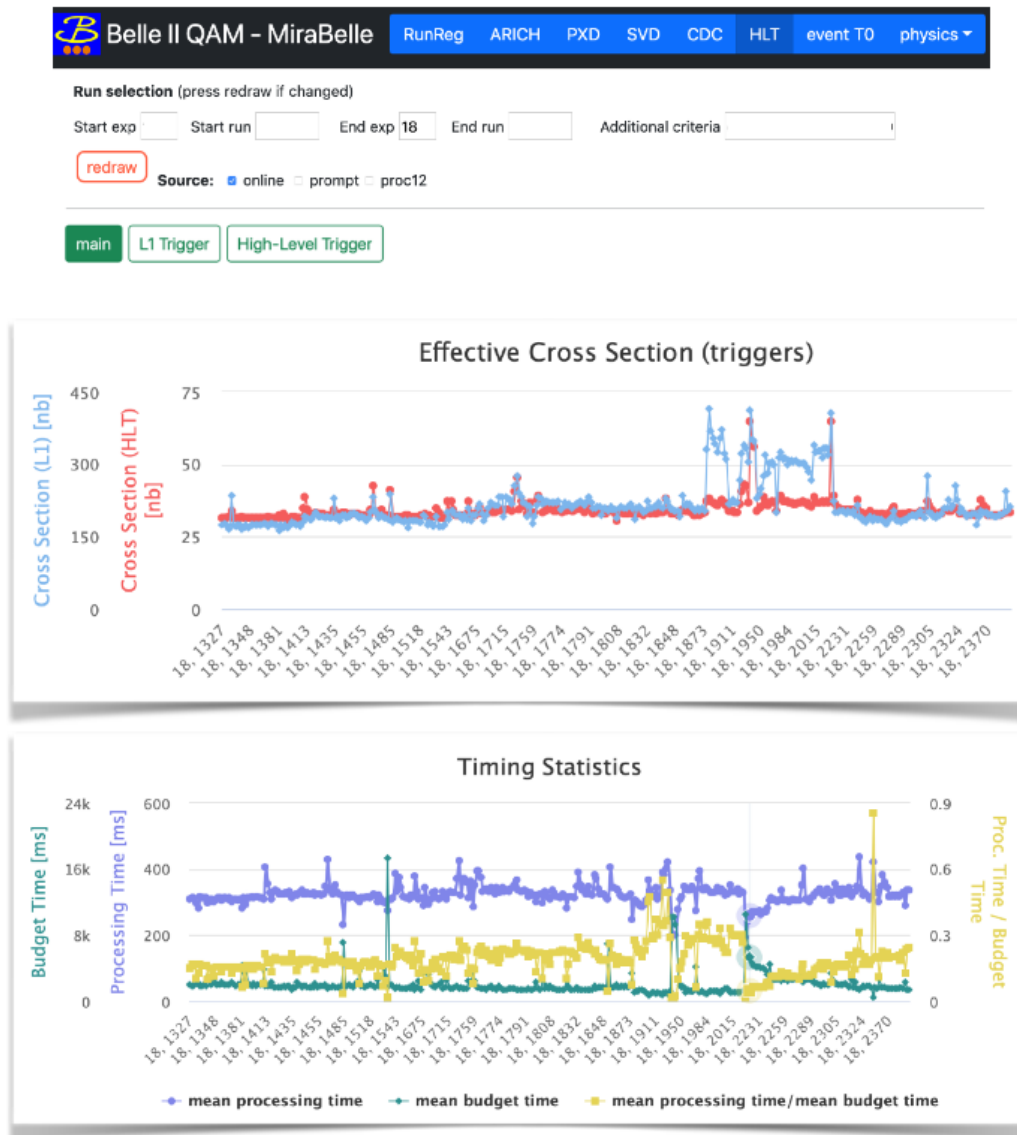 Belle II QAM - MiraBelle RunReg ARICH PXD SVD CDC HLT event T0 physics
Run selection (press redraw if changed)
Start exp Start run End exp 18 End run Additional criteria
redraw Source: online prompt proc12
main L1 Trigger High-Level Trigger
Effective Cross Section (triggers)
Cross Section (L1) [nb]
Cross Section (HLT) [nb]
450 75
300 50
150 25
0 0
18, 1327 18, 1348 18, 1381 18, 1413 18, 1435 18, 1455 18, 1485 18, 1518 18, 1543 18, 1675 18, 1715 18, 1759 18, 1774 18, 1791 18, 1808 18, 1832 18, 1848 18, 1873 18, 1911 18, 1950 18, 1984 18, 2015 18, 2231 18, 2259 18, 2289 18, 2305 18, 2324 18, 2370
Timing Statistics
Budget Time [ms]
Processing Time [ms]
Proc. Time / Budget Time
24k 600 0.9
16k 400 0.6
8k 200 0.3
0 0 0
18, 1327 18, 1348 18, 1381 18, 1413 18, 1435 18, 1455 18, 1485 18, 1518 18, 1543 18, 1675 18, 1715 18, 1759 18, 1774 18, 1791 18, 1808 18, 1832 18, 1848 18, 1873 18, 1911 18, 1950 18, 1984 18, 2015 18, 2231 18, 2259 18, 2289 18, 2305 18, 2324 18, 2370
mean processing time mean budget time mean processing time/mean budget time